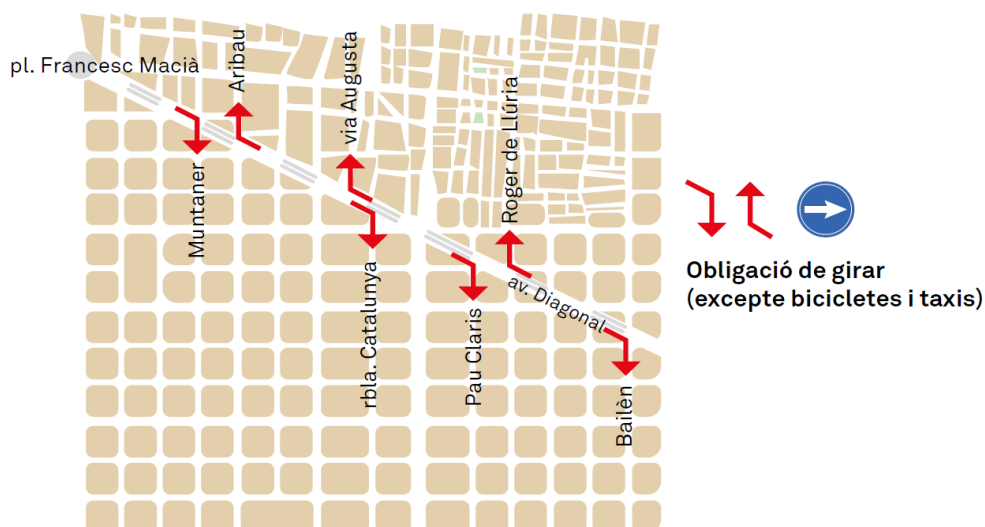 pl. Francesc Macià
Aribau
via Augusta
Roger de Llúria
Muntaner
rbla. Catalunya
Pau Claris
av. Diagonal
Bailèn
Obligació de girar
(excepte bicicletes i taxis)